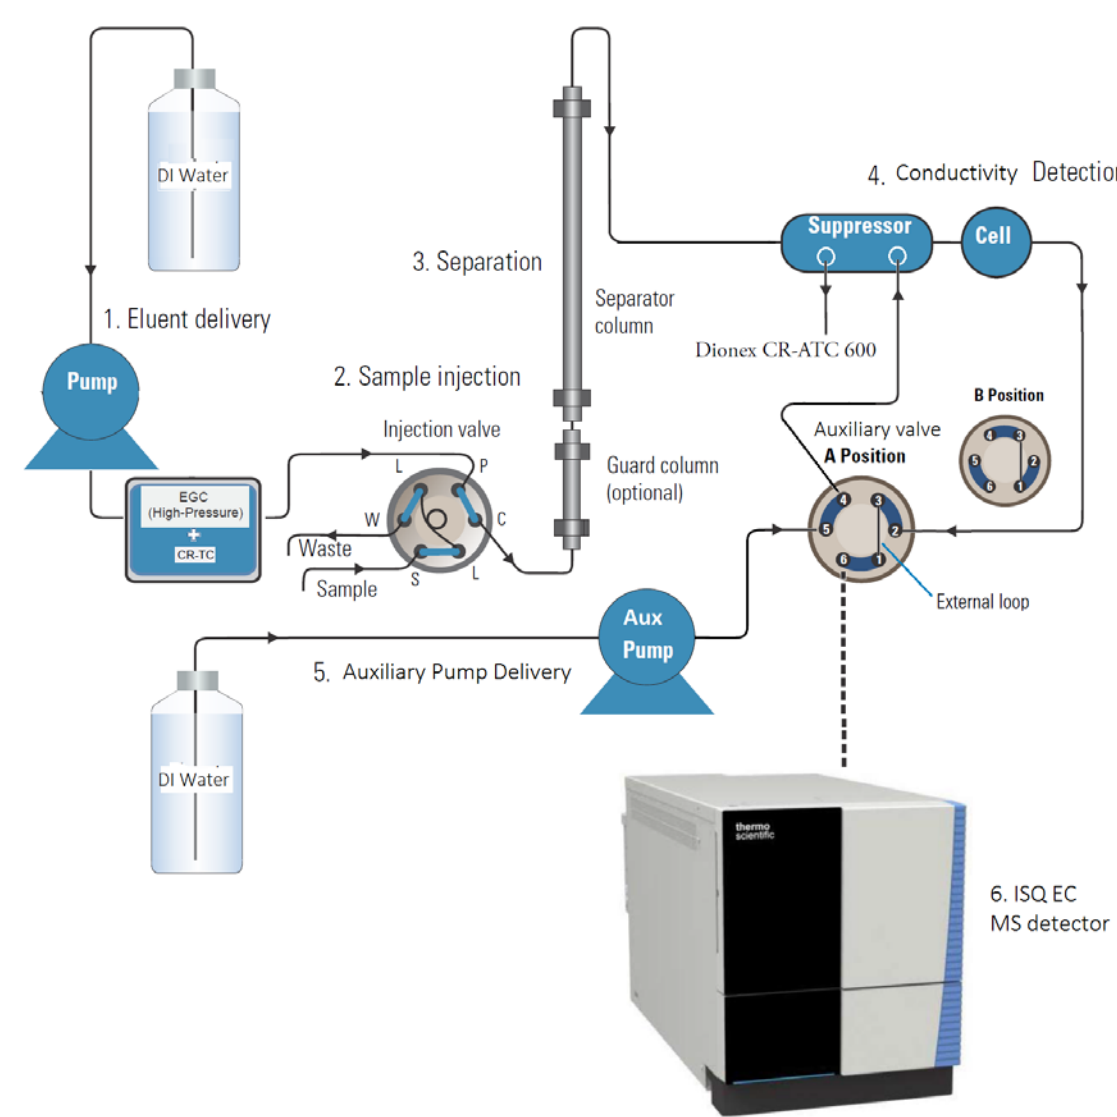 DI Water
1. Eluent delivery
Pump
EGC
(High-Pressure)
+
CR-TC
2. Sample injection
Injection valve
L
P
W
C
S
L
Waste
Sample
3. Separation
Separator
column
Guard column
(optional)
4. Conductivity Detection
Suppressor
Cell
Dionex CR-ATC 600
B Position
4
3
5
2
6
1
Auxiliary valve
A Position
4
3
5
2
6
1
External loop
Aux
Pump
5. Auxiliary Pump Delivery
DI Water
thermo
scientific
6. ISQ EC
MS detector